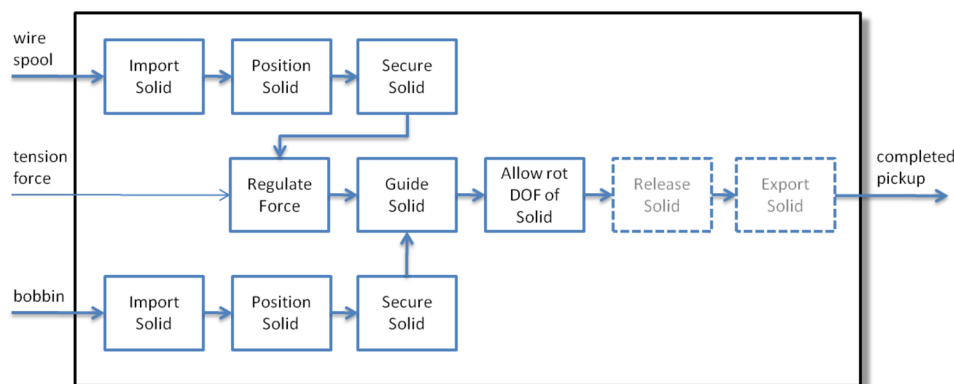 wire
spool
Import
Solid
Position
Solid
Secure
Solid
tension
force
Regulate
Force
Guide
Solid
Allow rot
DOF of
Solid
Release
Solid
Export
Solid
completed
pickup
bobbin
Import
Solid
Position
Solid
Secure
Solid